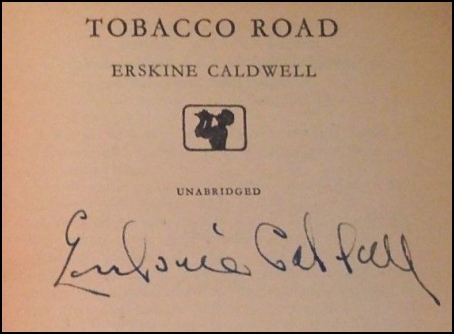 TOBACCO ROAD
ERSKINE CALDWELL
UNABRIDGED
Erskine Caldwell